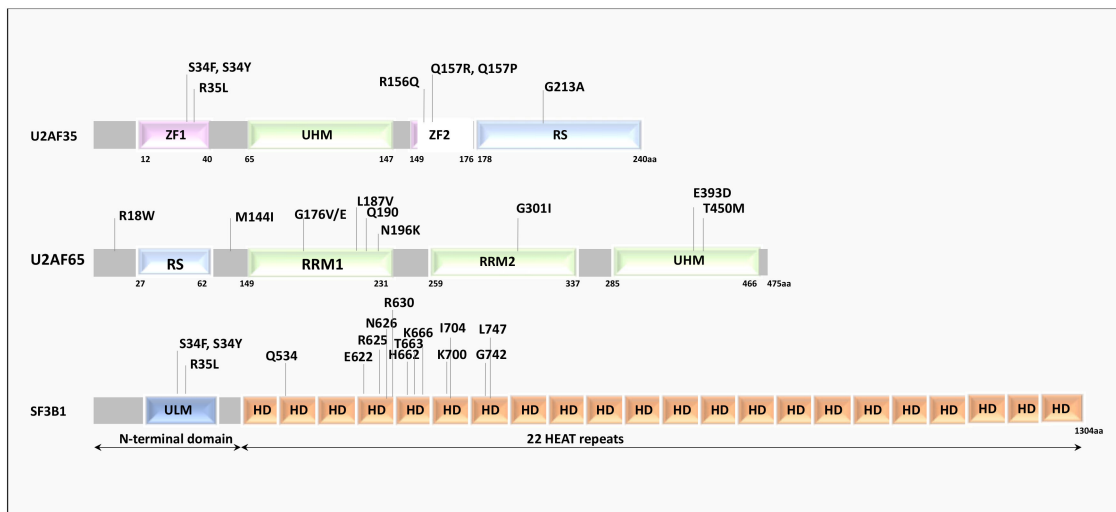 S34F, S34Y
R35L
R156Q
Q157R, Q157P
G213A
U2AF35
ZF1
UHM
ZF2
RS
12
40
65
147
149
176
178
240aa
R18W
M144I
G176V/E
L187V
Q190
N196K
G301I
E393D
T450M
U2AF65
RS
RRM1
RRM2
UHM
27
62
149
231
259
337
285
466
475aa
S34F, S34Y
R35L
Q534
E622
R625
N626
R630
H662
T663
K666
K700
I704
G742
L747
SF3B1
ULM
HD HD HD HD HD HD HD HD HD HD HD HD HD HD HD HD HD HD HD HD HD HD
1304aa
N-terminal domain
22 HEAT repeats